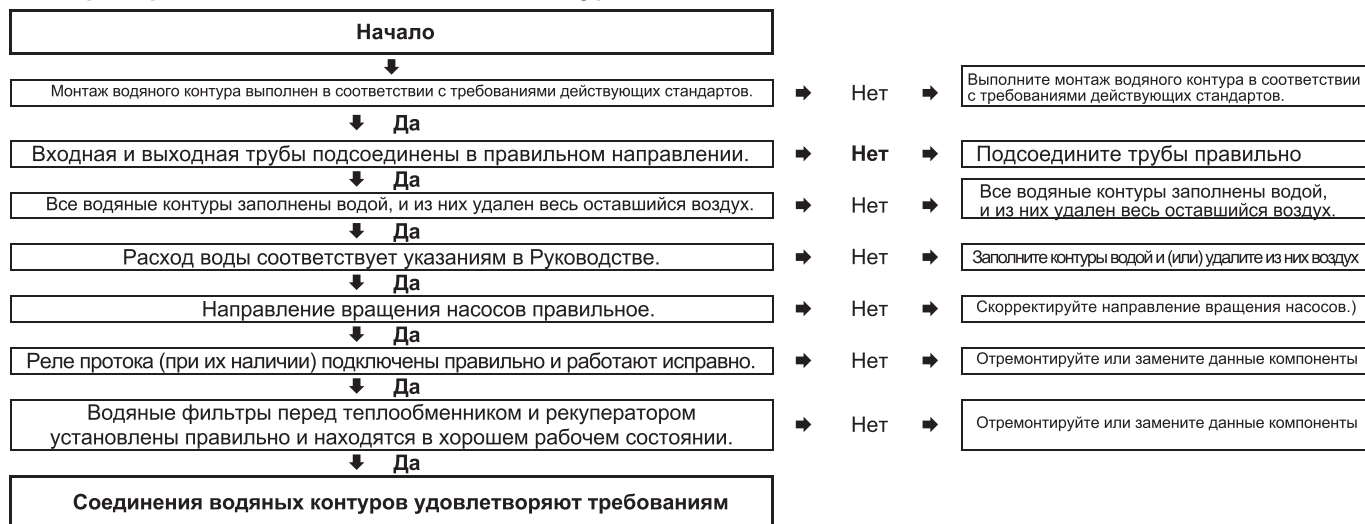 Начало
Монтаж водяного контура выполнен в соответствии с требованиями действующих стандартов.
Нет
Выполните монтаж водяного контура в соответствии
с требованиями действующих стандартов.
Да
Входная и выходная трубы подсоединены в правильном направлении.
Нет
Подсоедините трубы правильно
Да
Все водяные контуры заполнены водой, и из них удален весь оставшийся воздух.
Нет
Все водяные контуры заполнены водой,
и из них удален весь оставшийся воздух.
Да
Расход воды соответствует указаниям в Руководстве.
Нет
Заполните контуры водой и (или) удалите из них воздух
Да
Направление вращения насосов правильное.
Нет
Скорректируйте направление вращения насосов.)
Да
Реле протока (при их наличии) подключены правильно и работают исправно.
Нет
Отремонтируйте или замените данные компоненты
Да
Водяные фильтры перед теплообменником и рекуператором
установлены правильно и находятся в хорошем рабочем состоянии.
Нет
Отремонтируйте или замените данные компоненты
Да
Соединения водяных контуров удовлетворяют требованиям